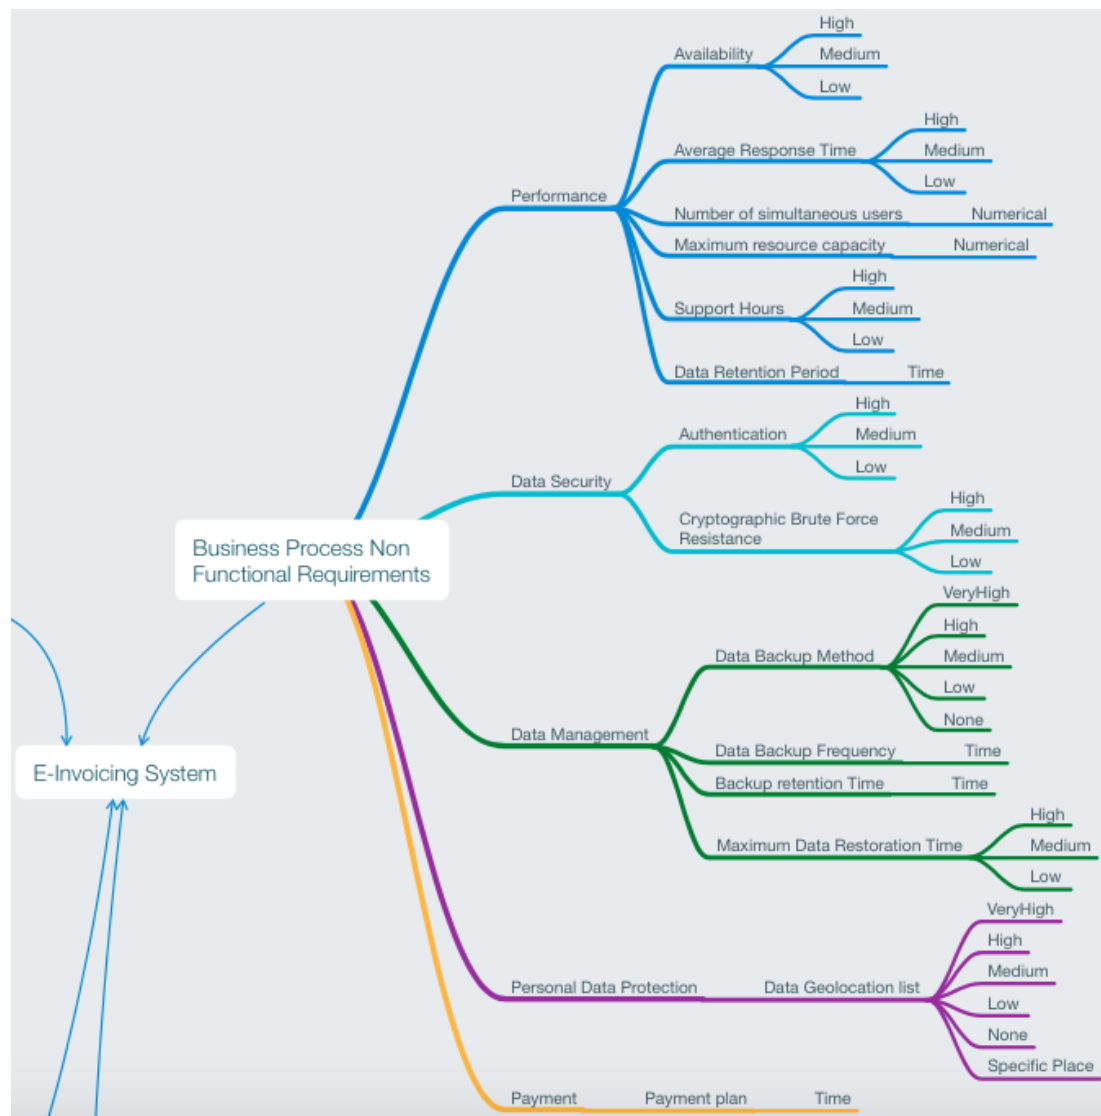 High
Availability
Medium
Low
High
Average Response Time
Medium
Low
Performance
Number of simultaneous users
Numerical
Maximum resource capacity
Numerical
High
Support Hours
Medium
Low
Data Retention Period
Time
High
Authentication
Medium
Low
Data Security
High
Cryptographic Brute Force
Resistance
Medium
Low
Business Process Non
Functional Requirements
VeryHigh
High
Data Backup Method
Medium
Low
None
Data Management
Data Backup Frequency
Time
Backup retention Time
Time
E-Invoicing System
High
Maximum Data Restoration Time
Medium
Low
VeryHigh
High
Medium
Personal Data Protection
Data Geolocation list
Low
None
Specific Place
Payment
Payment plan
Time